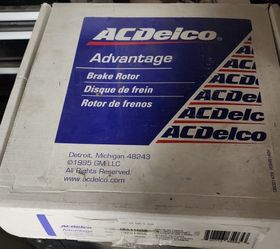 ACDelco
Advantage
Brake Rotor
Disque de frein
Rotor de frenos
ACDelco
ACDelco
ACDelco
ACDelco
ACDelco
ACDelco
Detroit, Michigan 48243
©1995 GM LLC
All Rights Reserved.
www.acdelco.com
ACDelco
Advantage